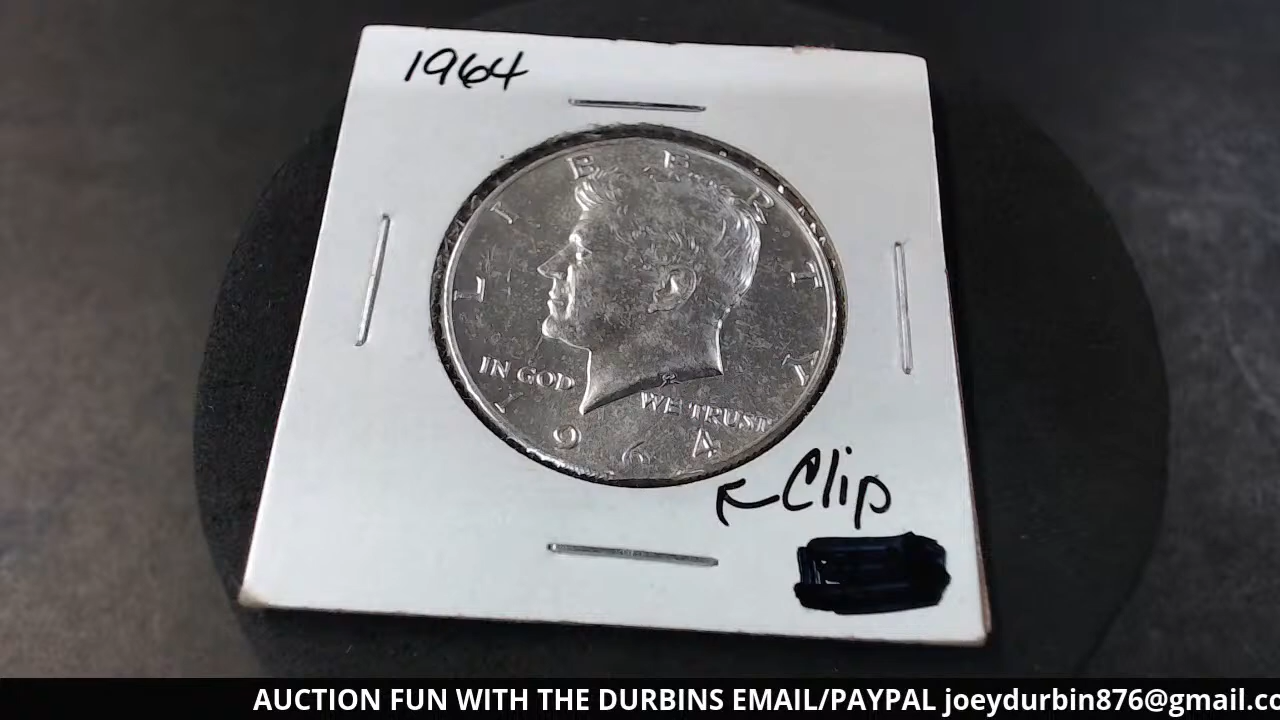 1964
LIBERTY
IN GOD
WE TRUST
1964
Clip
AUCTION FUN WITH THE DURBINS EMAIL/PAYPAL joeydurbin876@gmail.co